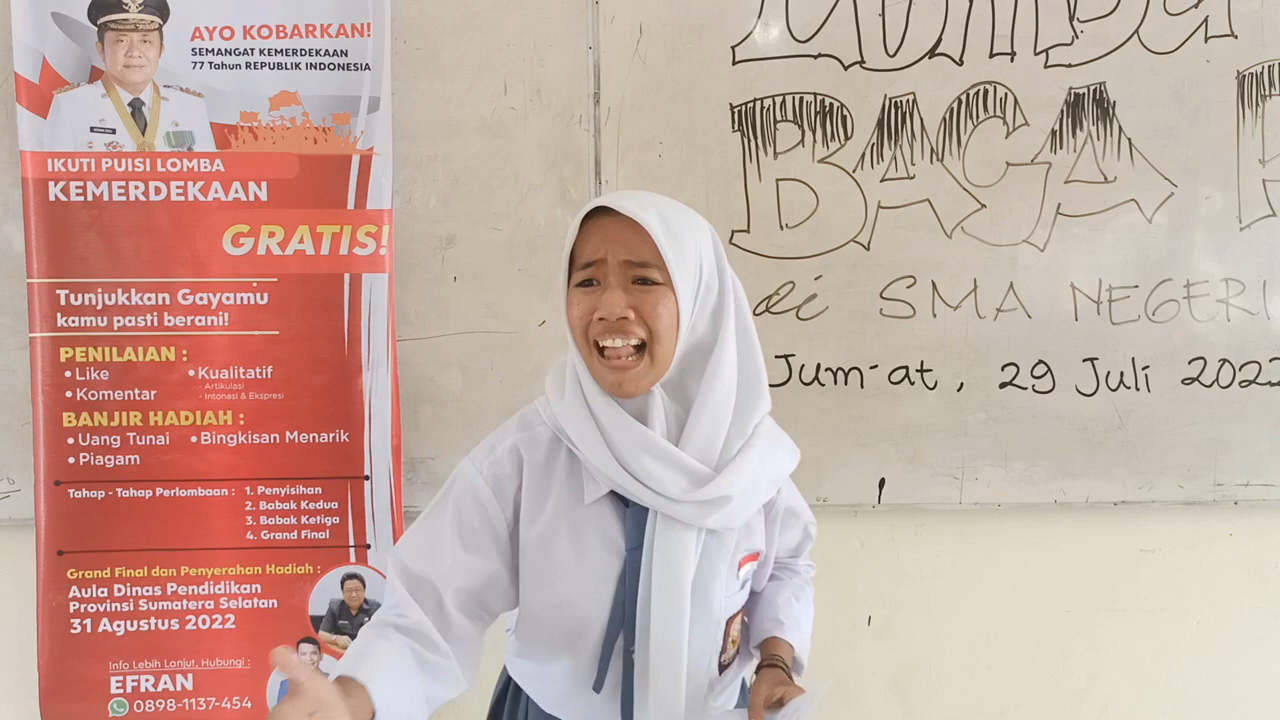 AYO KOBARKAN!
SEMANGAT KEMERDEKAAN
77 Tahun REPUBLIK INDONESIA
IKUTI PUISI LOMBA
KEMERDEKAAN
GRATIS!
Tunjukkan Gayamu
kamu pasti berani!
PENILAIAN :
• Like
• Komentar
• Kualitatif
- Artikulasi
- Intonasi & Ekspresi
BANJIR HADIAH :
• Uang Tunai
• Bingkisan Menarik
• Piagam
Tahap - Tahap Perlombaan : 1. Penyisihan
2. Babak Kedua
3. Babak Ketiga
4. Grand Final
Grand Final dan Penyerahan Hadiah :
Aula Dinas Pendidikan
Provinsi Sumatera Selatan
31 Agustus 2022
Info Lebih Lanjut, Hubungi :
EFRAN
0898-1137-454
LOMBA
BACA
di SMA NEGERI
Jum-at, 29 Juli 2022